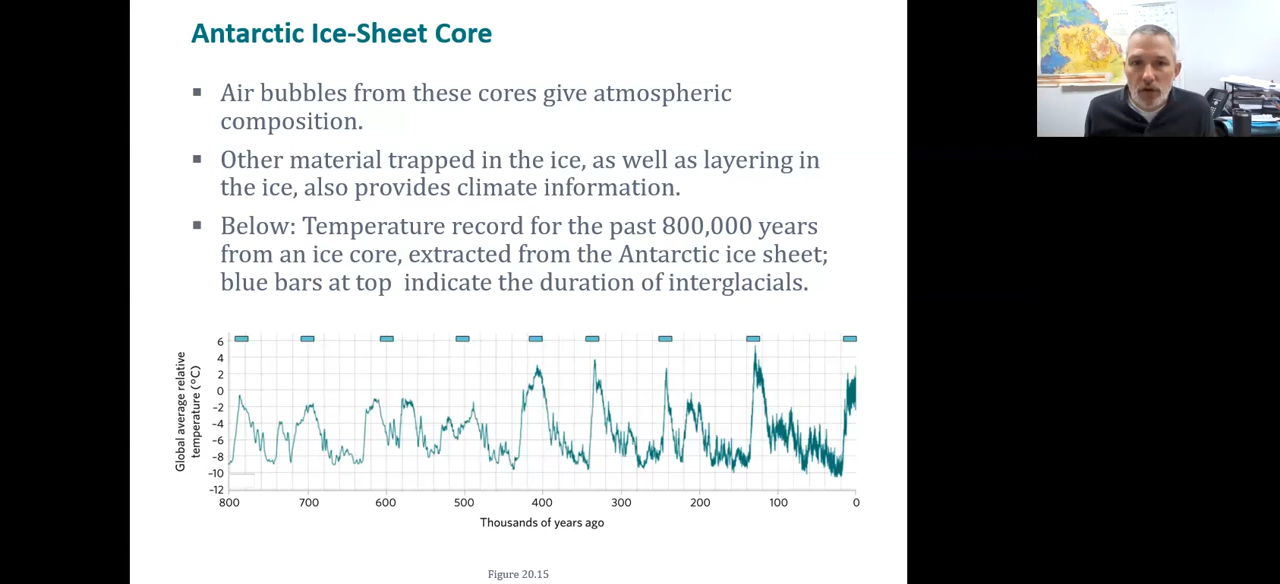 Antarctic Ice-Sheet Core
▪ Air bubbles from these cores give atmospheric
composition.
▪ Other material trapped in the ice, as well as layering in
the ice, also provides climate information.
▪ Below: Temperature record for the past 800,000 years
from an ice core, extracted from the Antarctic ice sheet;
blue bars at top indicate the duration of interglacials.
Global average relative
temperature (°C)
6
4
2
0
–2
–4
–6
–8
–10
–12
800 700 600 500 400 300 200 100 0
Thousands of years ago
Figure 20.15